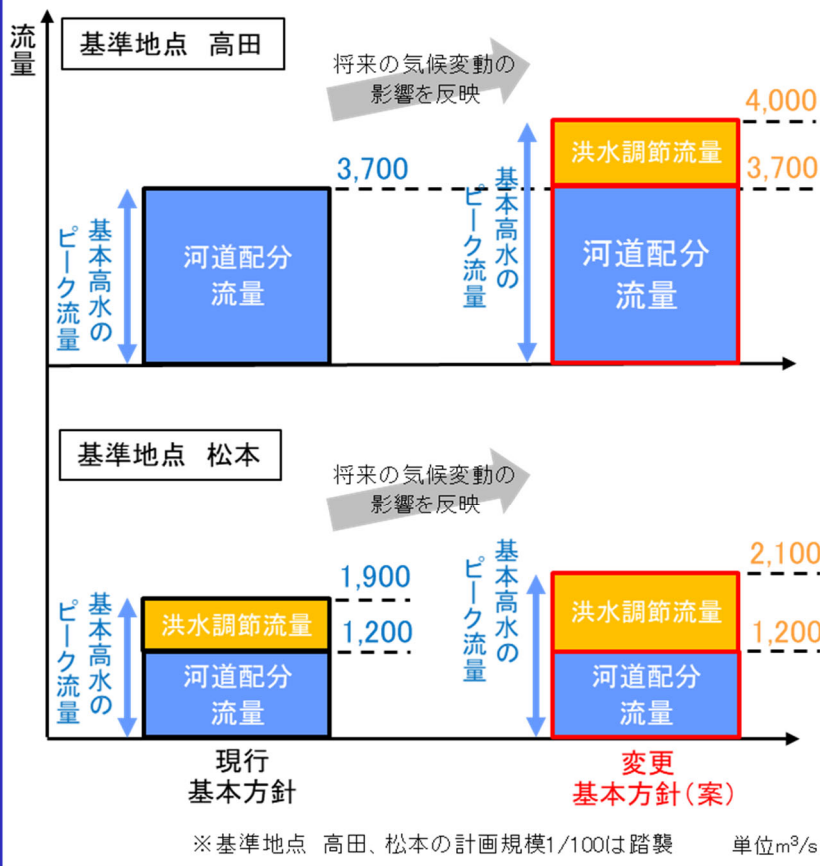 流量
基準地点 高田
将来の気候変動の
影響を反映
4,000
3,700
3,700
洪水調節流量
河道配分
流量
河道配分
流量
基本高水の
ピーク流量
基本高水の
ピーク流量
基準地点 松本
将来の気候変動の
影響を反映
1,900
1,200
2,100
1,200
洪水調節流量
河道配分
流量
洪水調節流量
河道配分
流量
基本高水の
ピーク流量
基本高水の
ピーク流量
現行
基本方針
変更
基本方針(案)
※基準地点 高田、松本の計画規模1/100は踏襲 単位m³/s